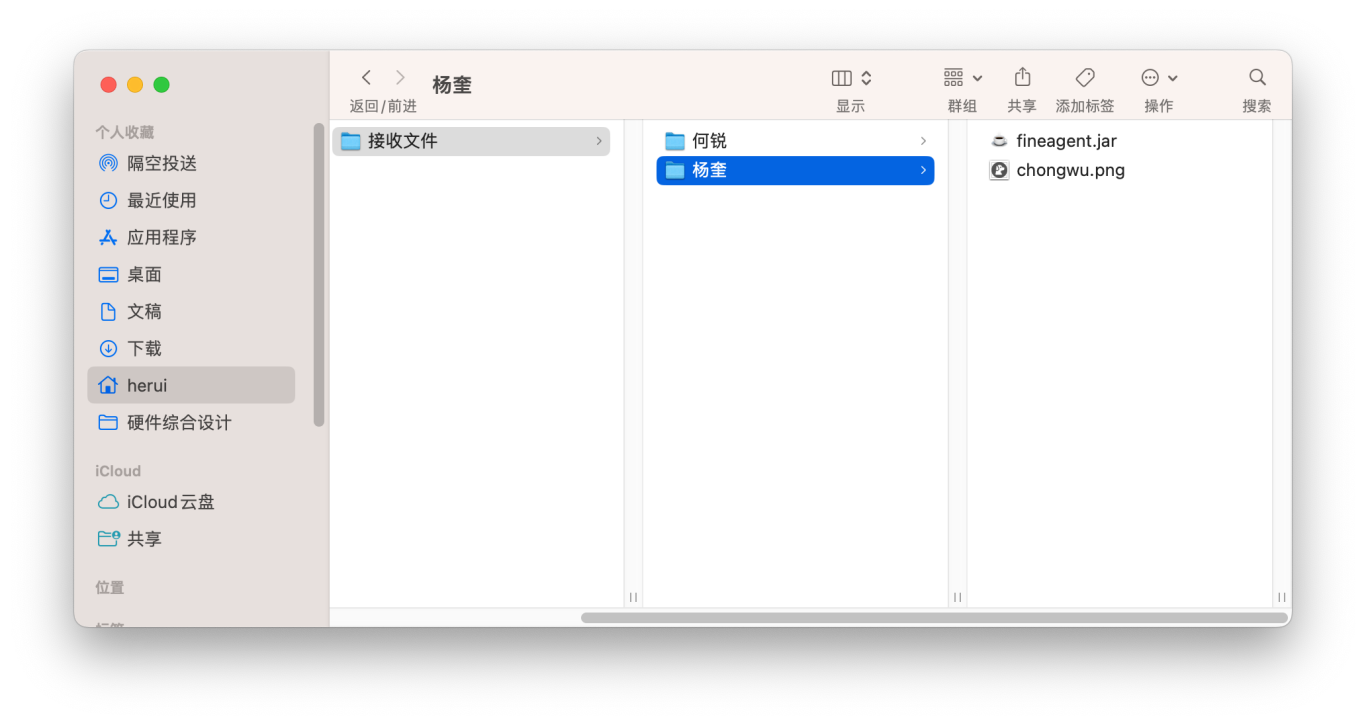 杨奎
返回/前进
显示
群组
共享
添加标签
操作
搜索
个人收藏
隔空投送
最近使用
应用程序
桌面
文稿
下载
herui
硬件综合设计
iCloud
iCloud云盘
共享
位置
标签
接收文件
何锐
杨奎
fineagent.jar
chongwu.png